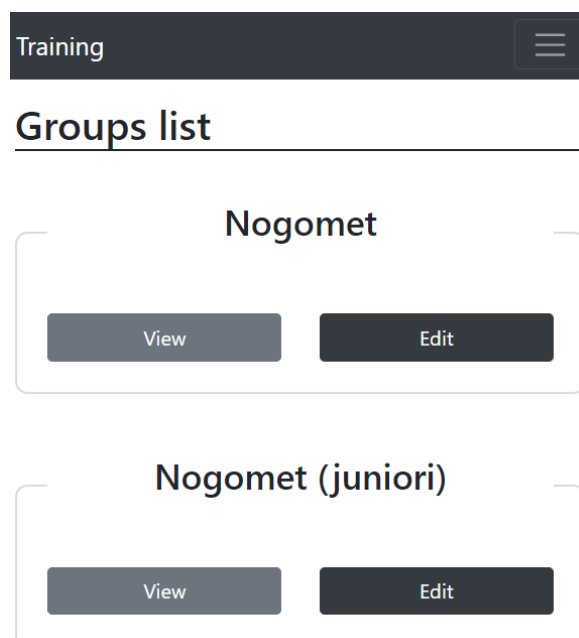 Training
Groups list
Nogomet
View Edit
Nogomet (juniori)
View Edit